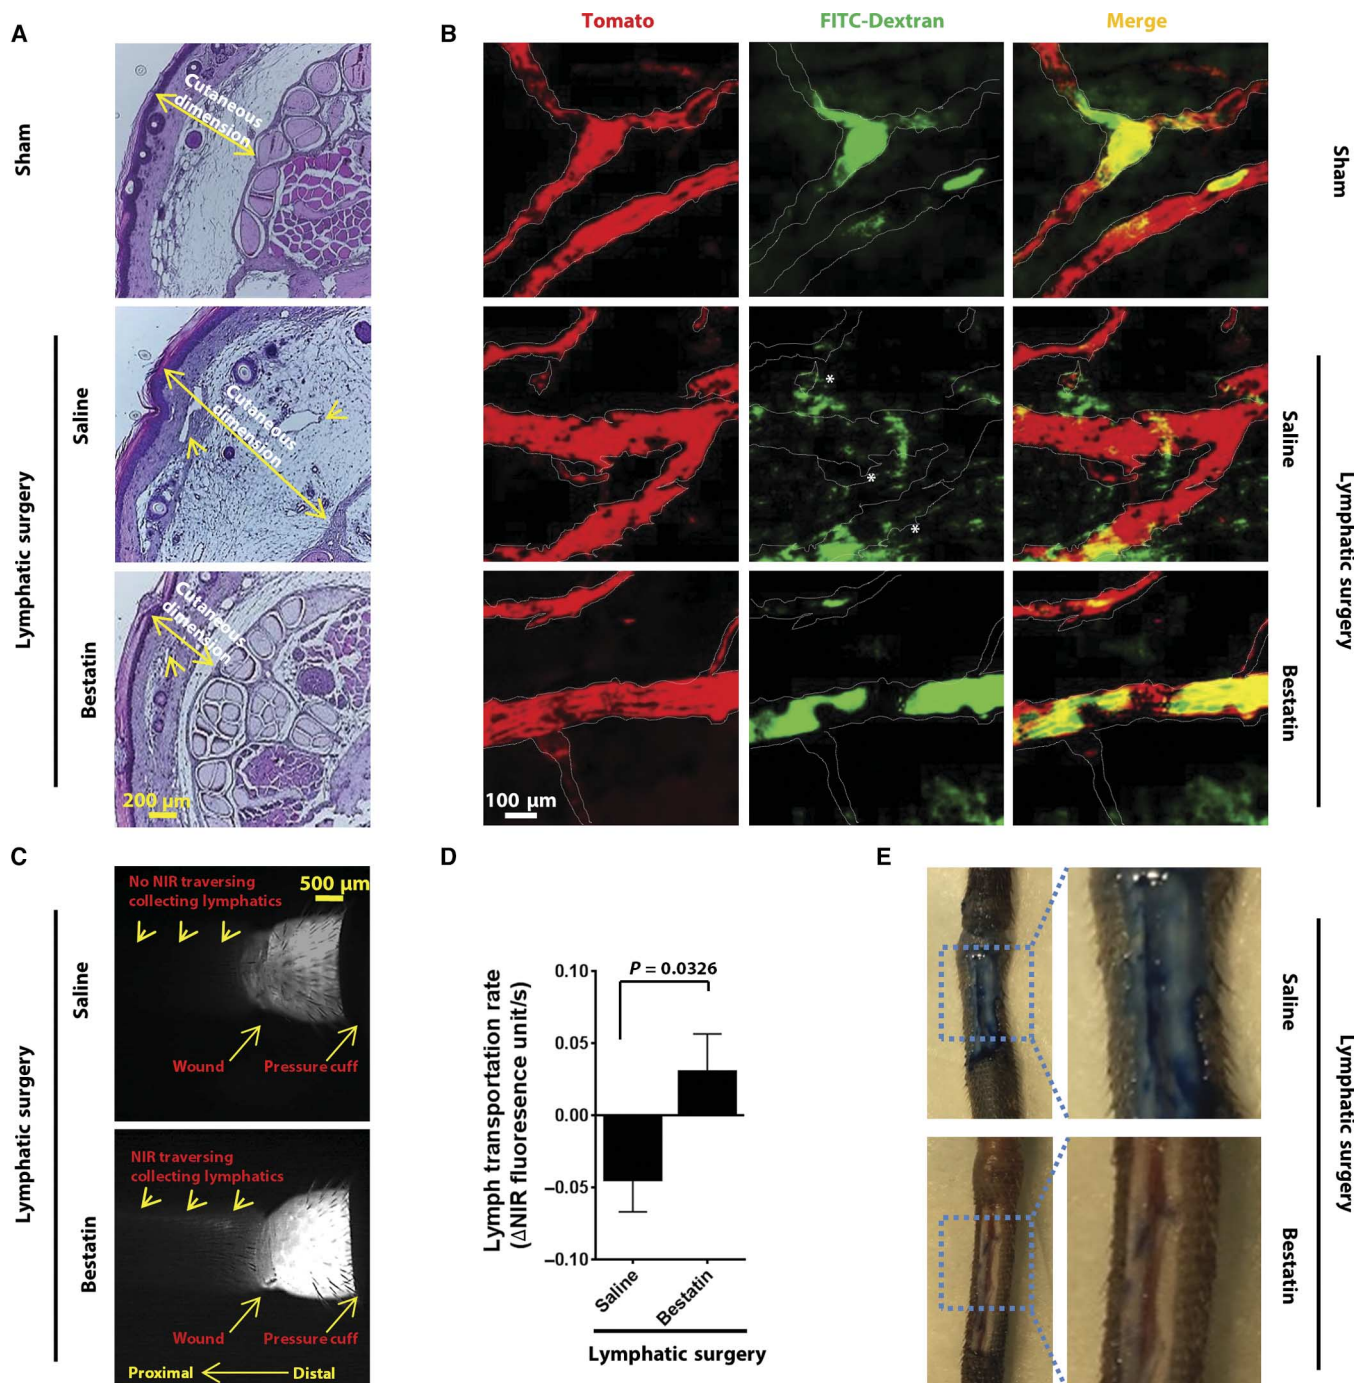 A
Sham
Cutaneous
dimension
Lymphatic surgery
Saline
Cutaneous
dimension
Bestatin
Cutaneous
dimension
200 μm
B
Tomato
FITC-Dextran
Merge
Sham
*
*
*
Saline
Lymphatic surgery
Bestatin
100 μm
C
Lymphatic surgery
Saline
No NIR traversing
collecting lymphatics
500 μm
Wound
Pressure cuff
Bestatin
NIR traversing
collecting lymphatics
Wound
Pressure cuff
Proximal
Distal
D
Lymph transportation rate
(ΔNIR fluoresence unit/s)
P = 0.0326
0.10
0.05
0.00
−0.05
−0.10
Saline
Bestatin
Lymphatic surgery
E
Saline
Bestatin
Lymphatic surgery